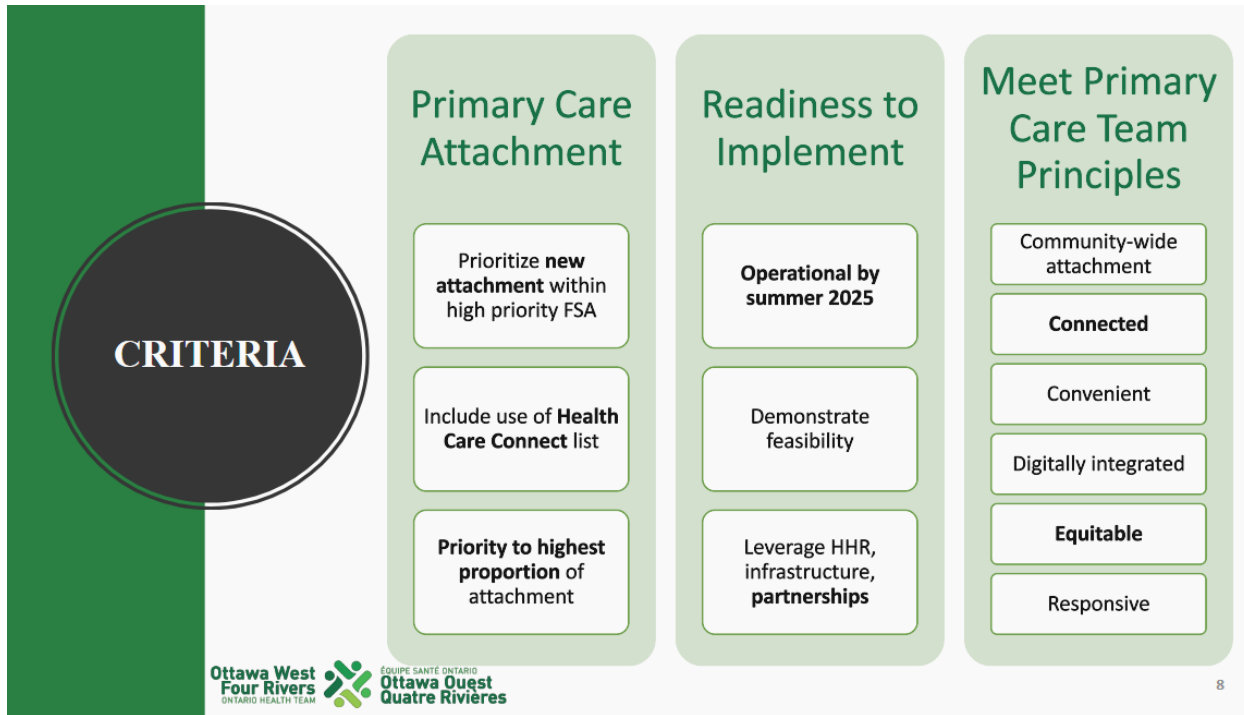 CRITERIA
Primary Care
Attachment
Prioritize new
attachment within
high priority FSA
Include use of Health
Care Connect list
Priority to highest
proportion of
attachment
Readiness to
Implement
Operational by
summer 2025
Demonstrate
feasibility
Leverage HHR,
infrastructure,
partnerships
Meet Primary
Care Team
Principles
Community-wide
attachment
Connected
Convenient
Digitally integrated
Equitable
Responsive
Ottawa West
Four Rivers
ONTARIO HEALTH TEAM
ÉQUIPE SANTÉ ONTARIO
Ottawa Ouest
Quatre Rivières
8